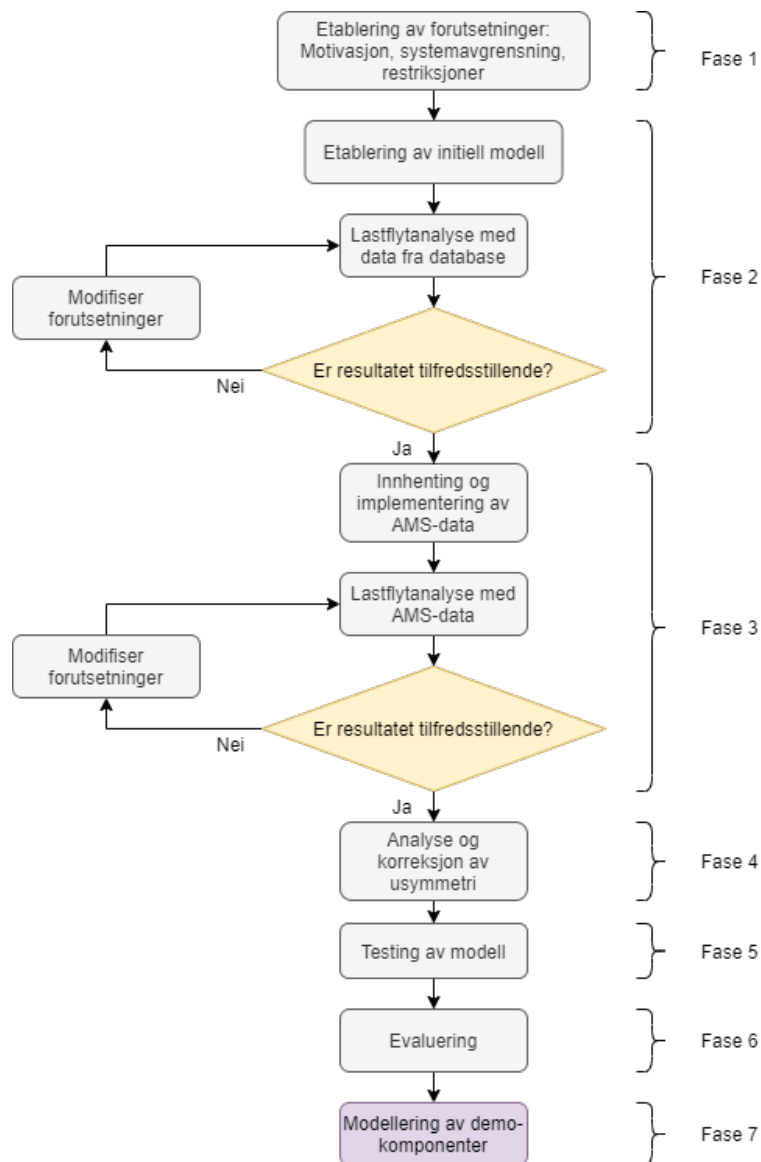 Etablering av forutsetninger:
Motivasjon, systemavgrensning,
restriksjoner
Fase 1
Etablering av initiell modell
Lastflytanalyse med
data fra database
Modifiser
forutsetninger
Fase 2
Er resultatet tilfredsstillende?
Nei
Ja
Innhenting og
implementering av
AMS-data
Lastflytanalyse med
AMS-data
Modifiser
forutsetninger
Fase 3
Er resultatet tilfredsstillende?
Nei
Ja
Analyse og
korreksjon av
usymmetri
Fase 4
Testing av modell
Fase 5
Evaluering
Fase 6
Modellering av demo-
komponenter
Fase 7